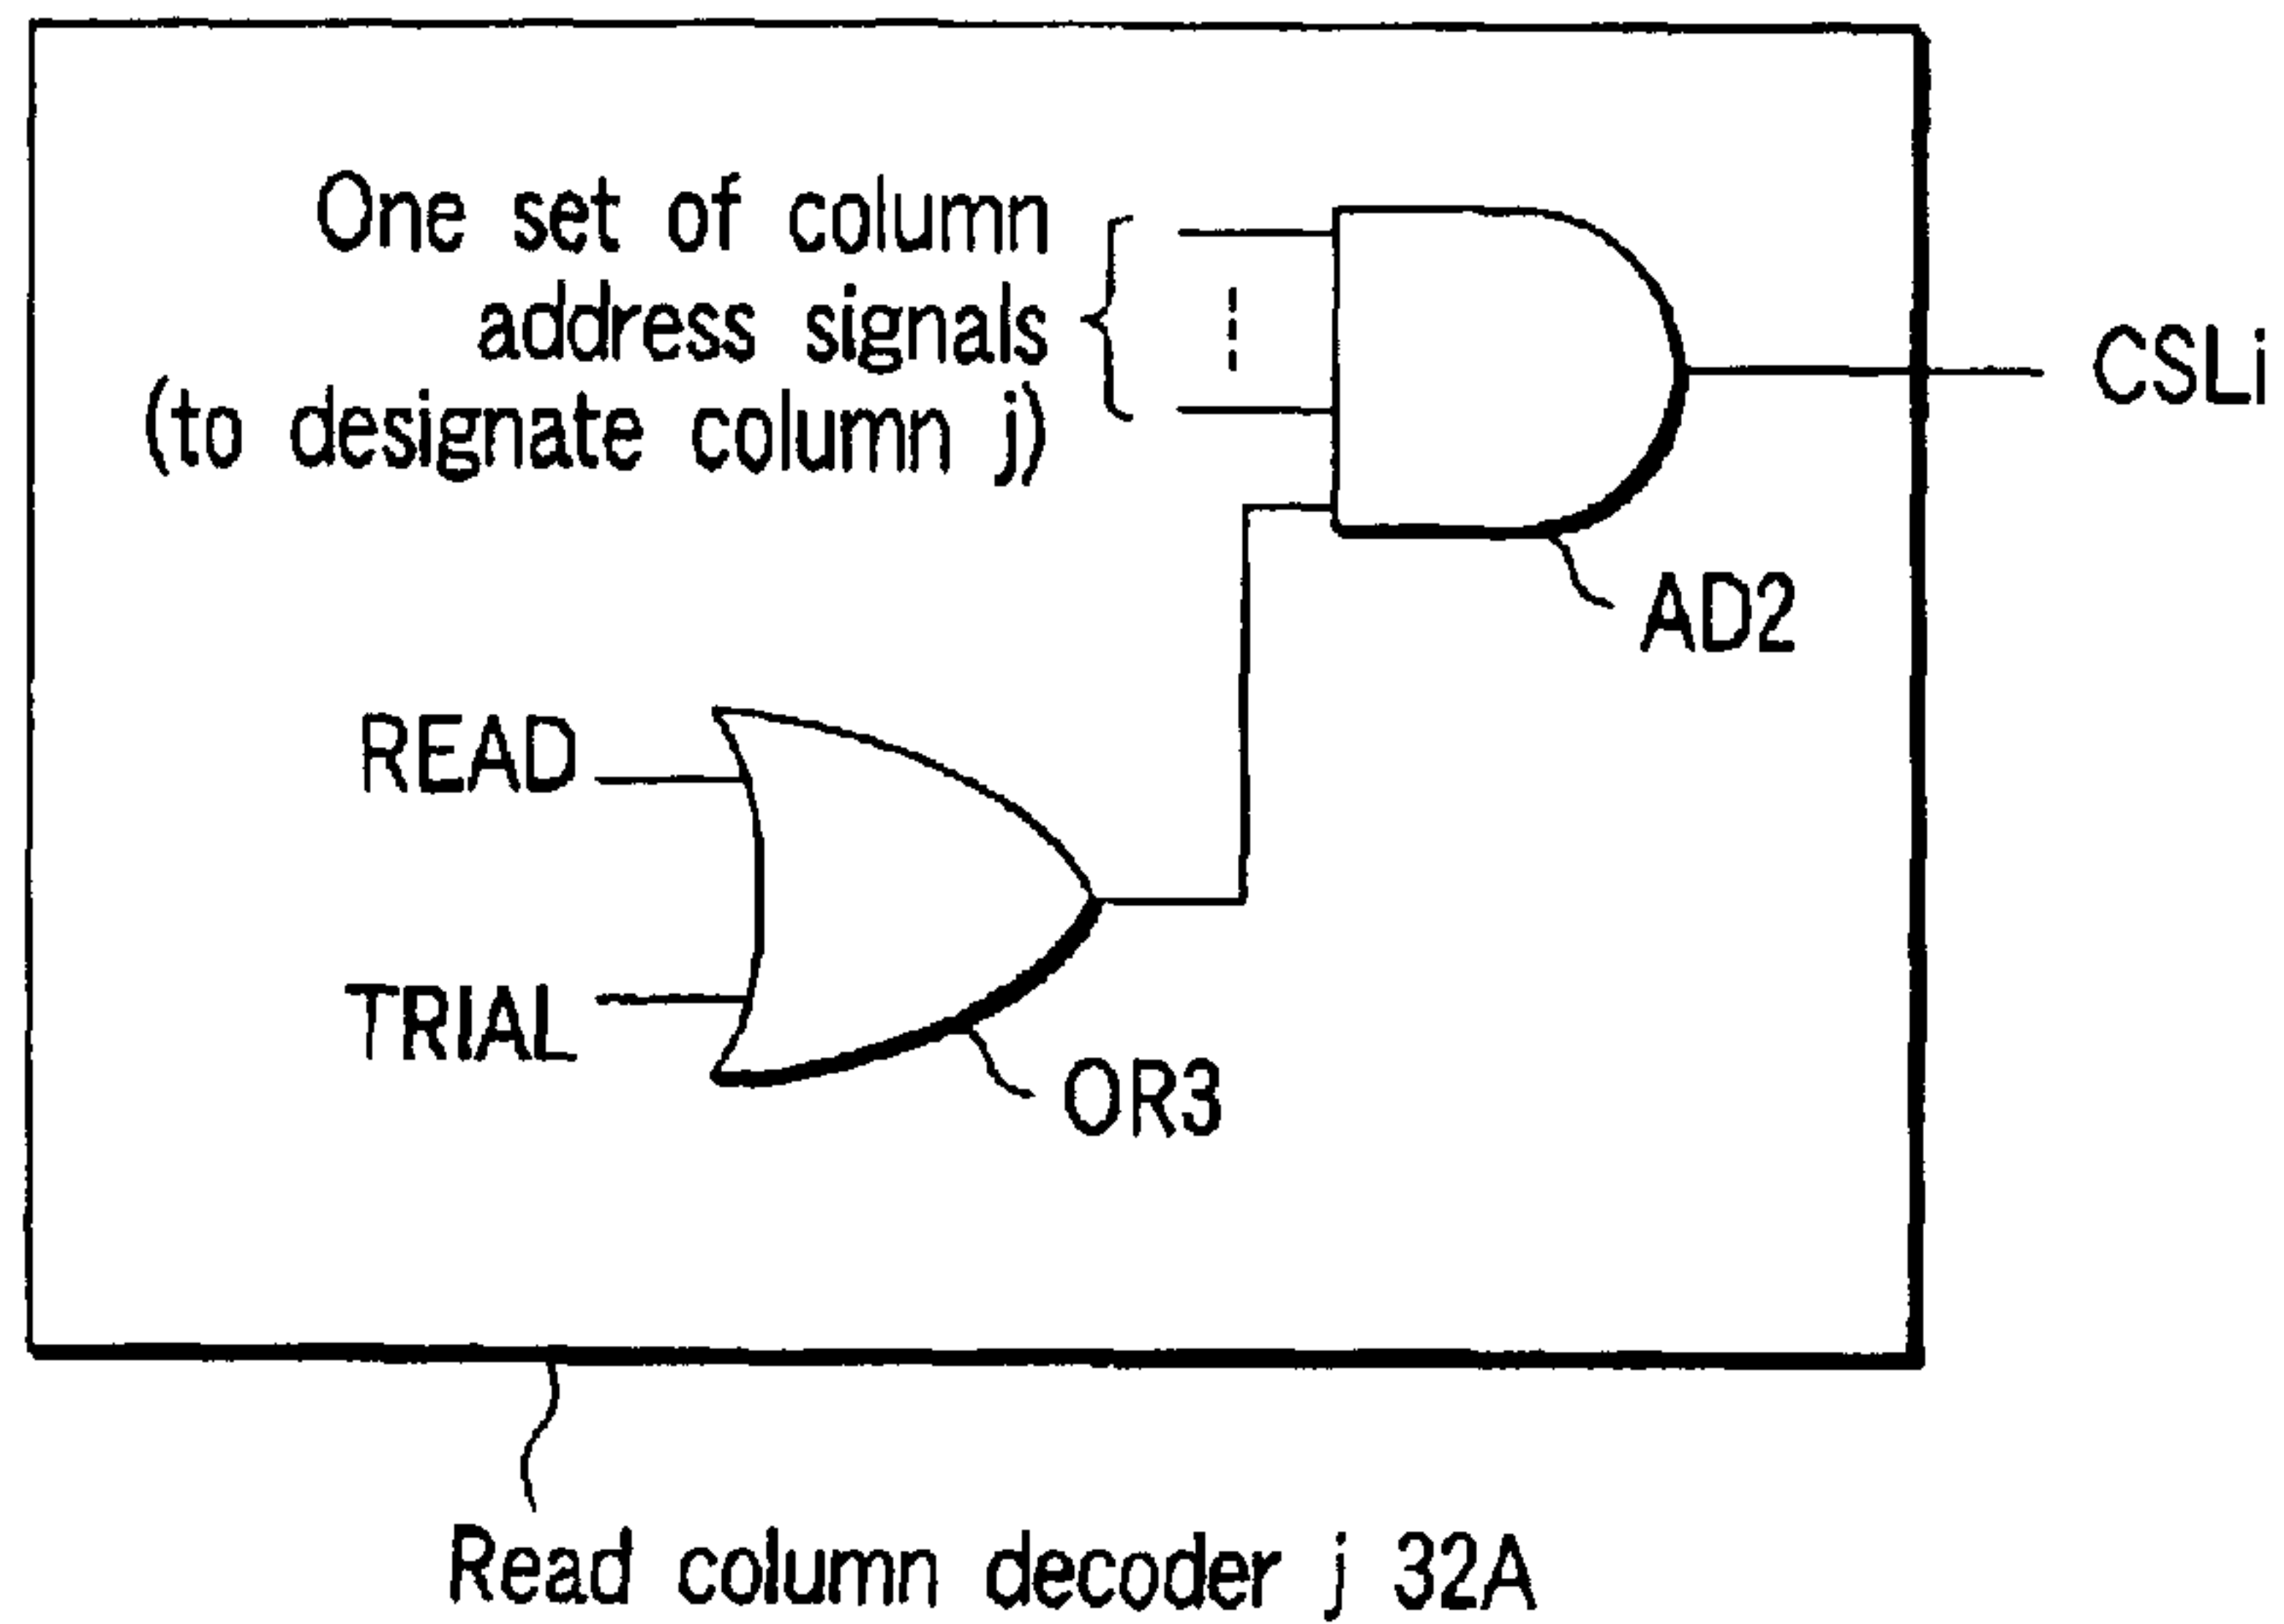 One set of column
address signals
(to designate column j)
CSLi
AD2
READ
TRIAL
OR3
Read column decoder j 32A